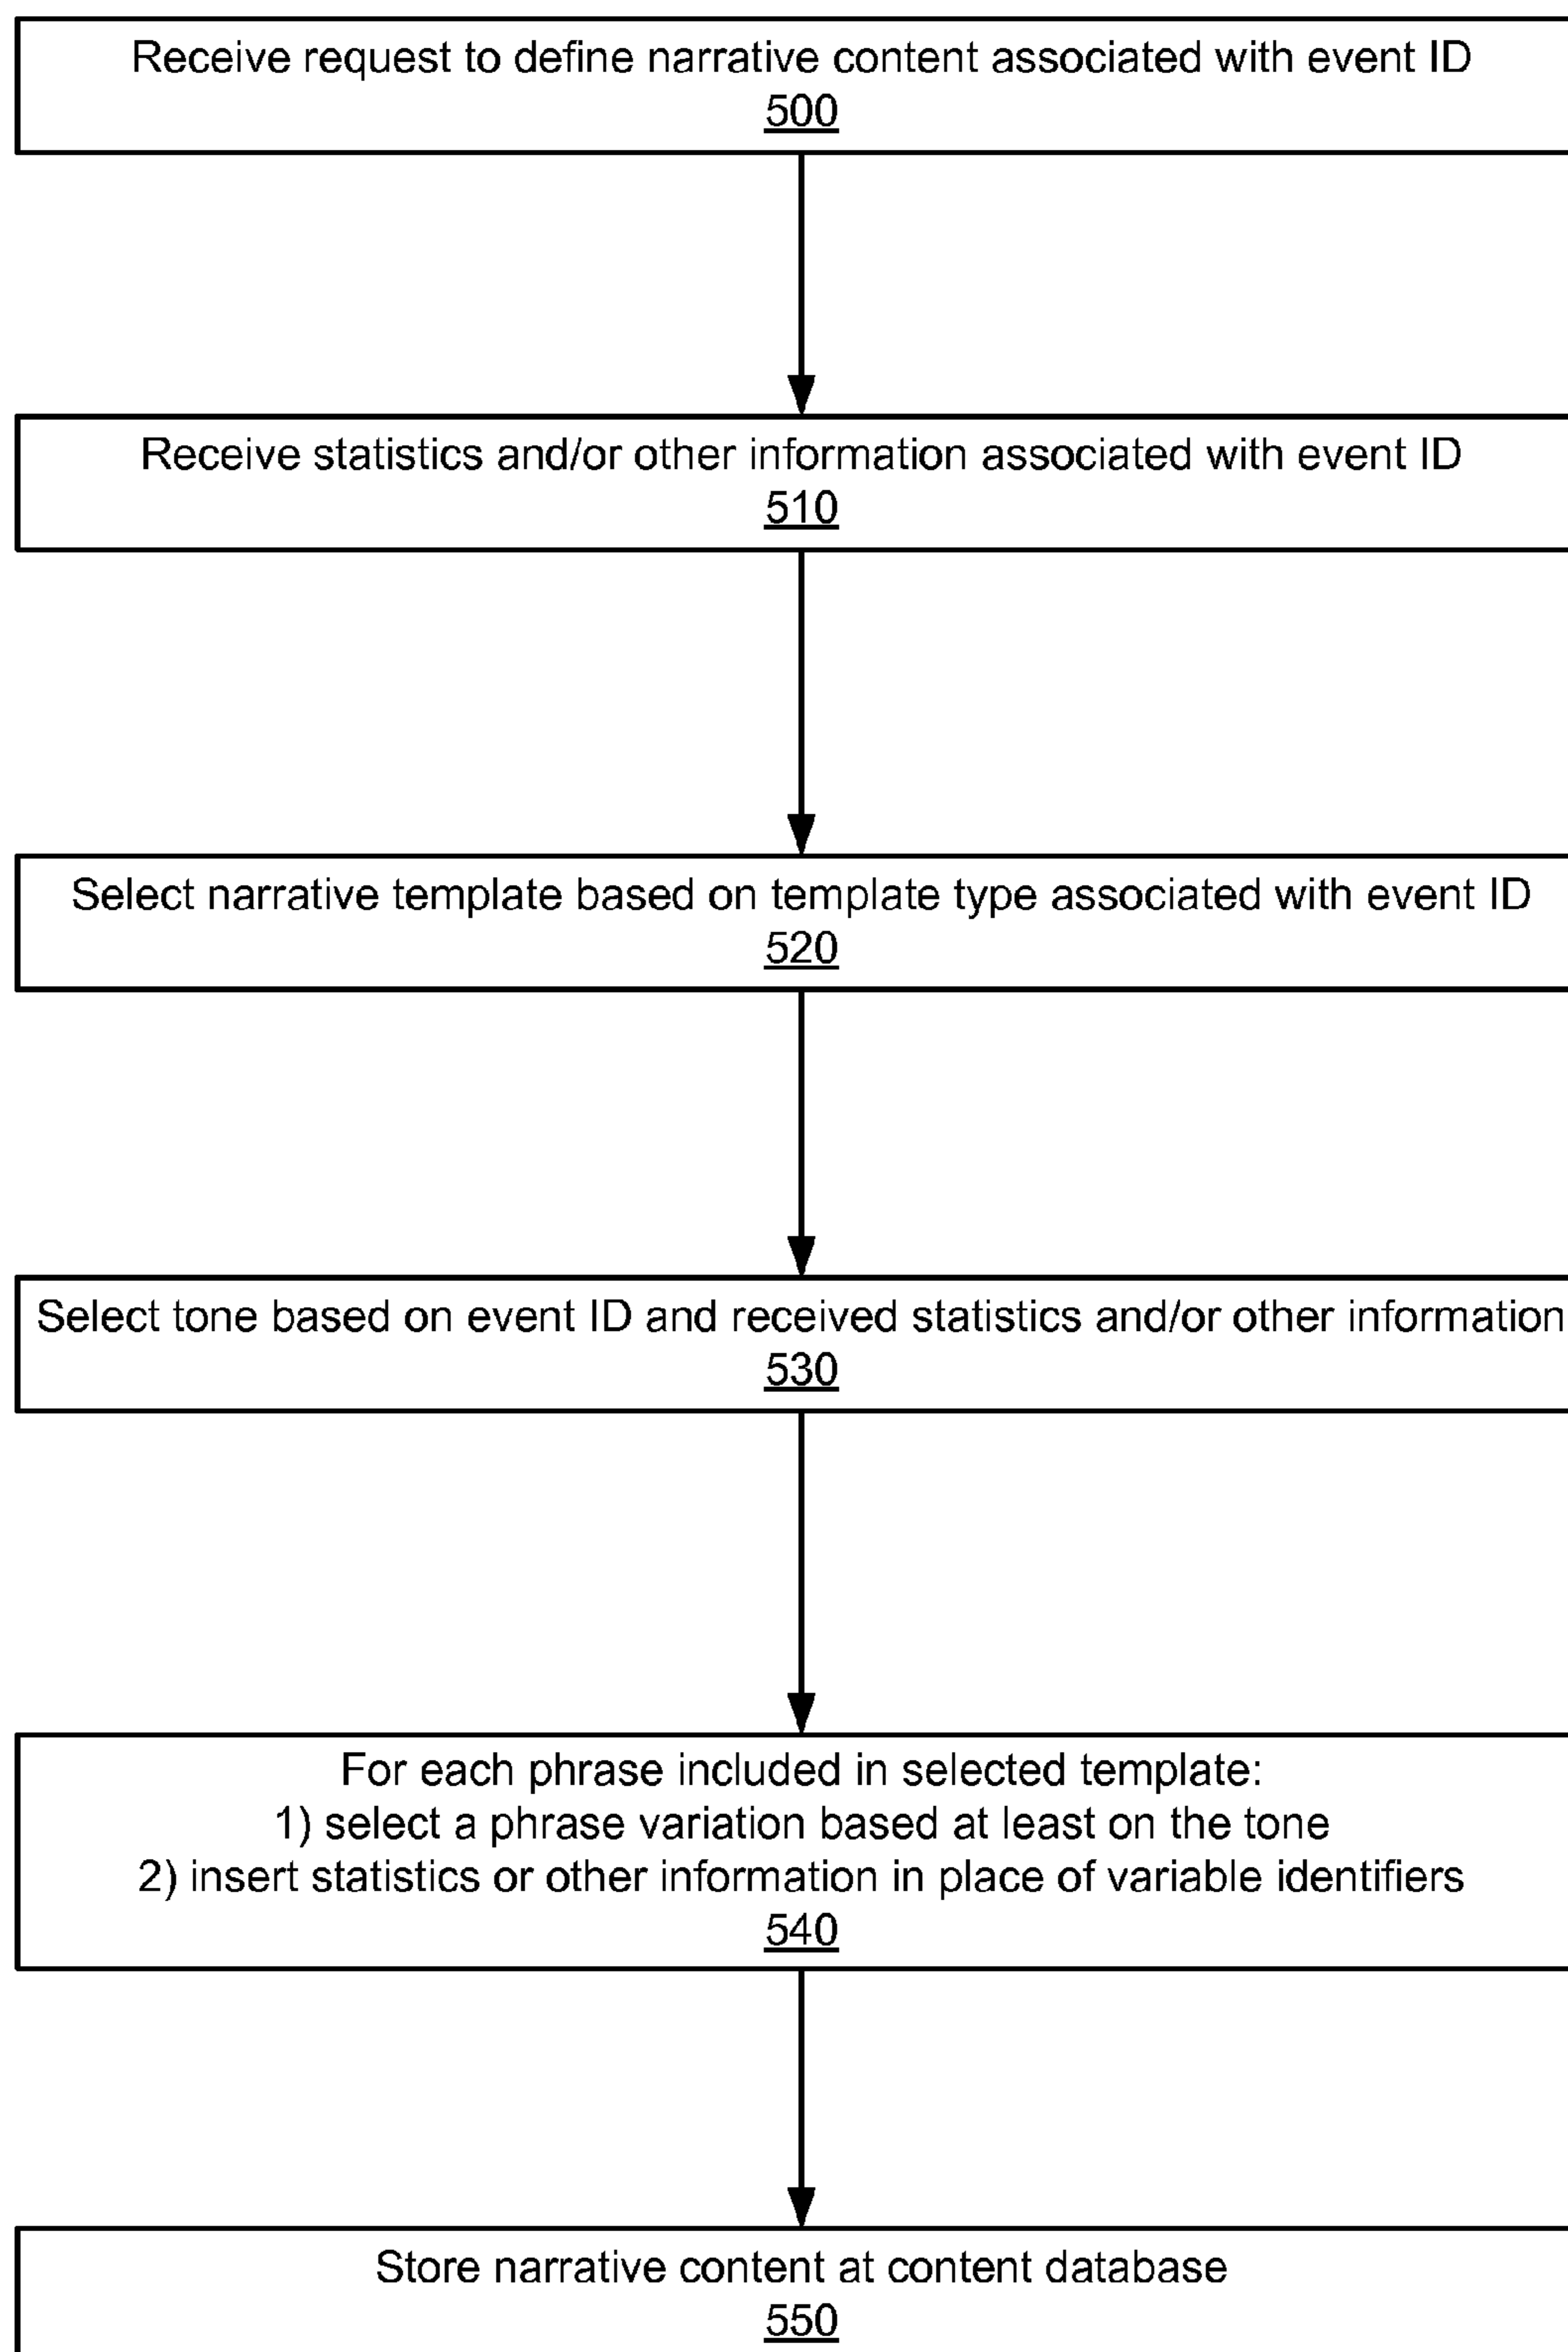 Receive request to define narrative content associated with event ID
500
Receive statistics and/or other information associated with event ID
510
Select narrative template based on template type associated with event ID
520
Select tone based on event ID and received statistics and/or other information
530
For each phrase included in selected template:
1) select a phrase variation based at least on the tone
2) insert statistics or other information in place of variable identifiers
540
Store narrative content at content database
550